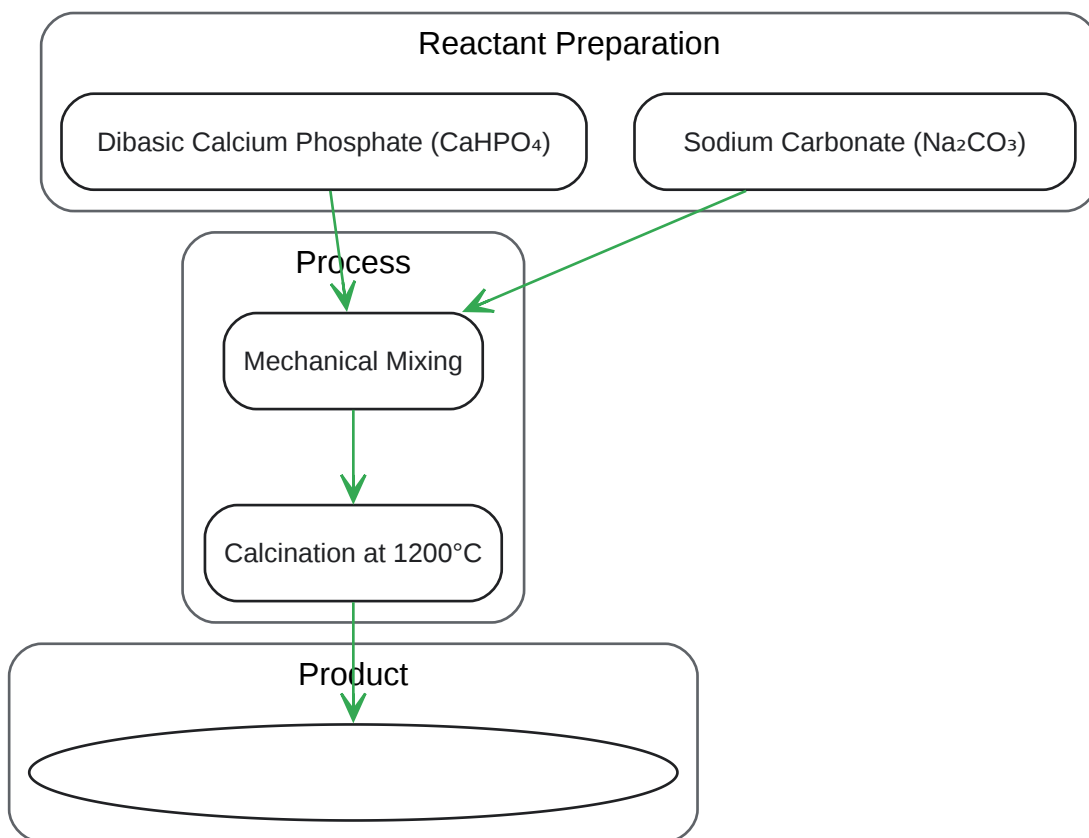 Reactant Preparation
Dibasic Calcium Phosphate (CaHPO₄)
Sodium Carbonate (Na₂CO₃)
Process
Mechanical Mixing
Calcination at 1200°C
Product